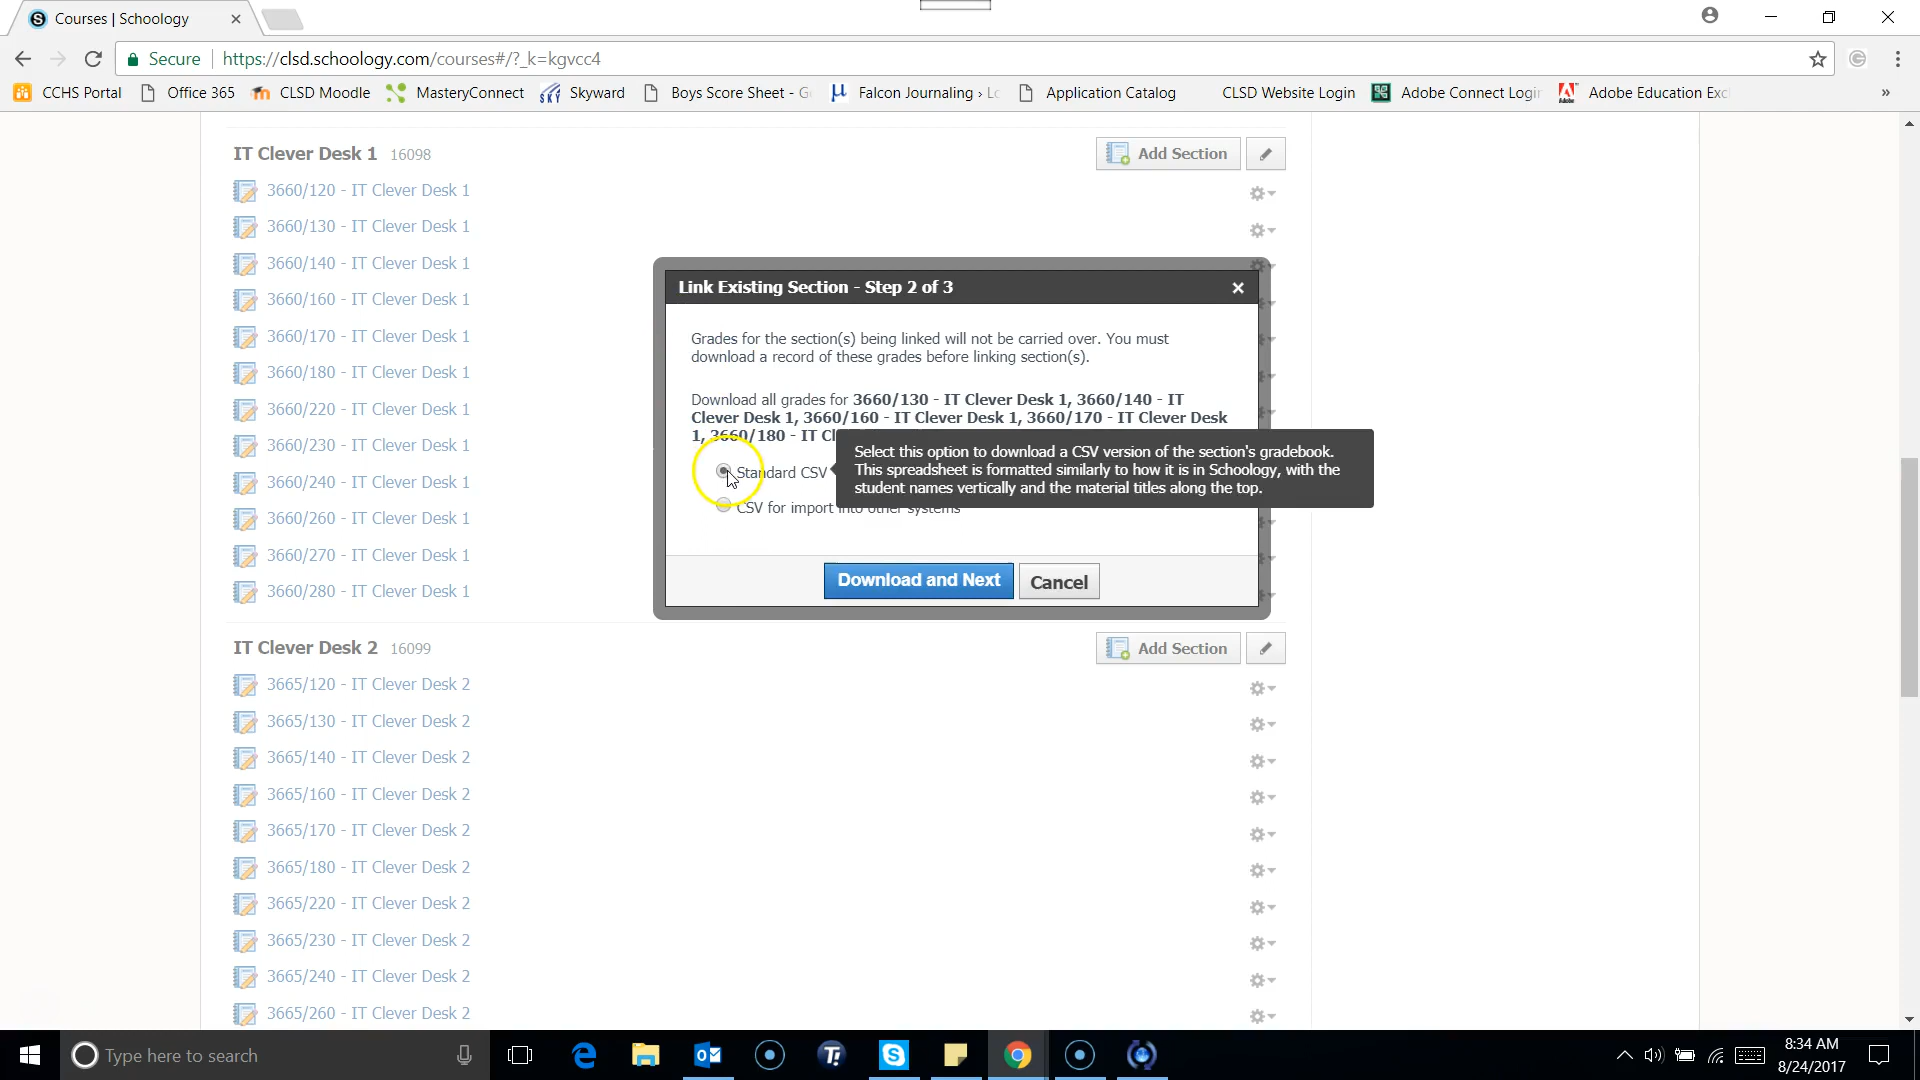 Courses | Schoology
Secure
https://clsd.schoology.com/courses#/?_k=kgvcc4
CCHS Portal
Office 365
CLSD Moodle
MasteryConnect
Skyward
Boys Score Sheet - G
Falcon Journaling › Lo
Application Catalog
CLSD Website Login
Adobe Connect Login
Adobe Education Exc
»
IT Clever Desk 1 16098
Add Section
3660/120 - IT Clever Desk 1
3660/130 - IT Clever Desk 1
3660/140 - IT Clever Desk 1
3660/160 - IT Clever Desk 1
3660/170 - IT Clever Desk 1
3660/180 - IT Clever Desk 1
3660/220 - IT Clever Desk 1
3660/230 - IT Clever Desk 1
3660/240 - IT Clever Desk 1
3660/260 - IT Clever Desk 1
3660/270 - IT Clever Desk 1
3660/280 - IT Clever Desk 1
Link Existing Section - Step 2 of 3
Grades for the section(s) being linked will not be carried over. You must
download a record of these grades before linking section(s).
Download all grades for 3660/130 - IT Clever Desk 1, 3660/140 - IT
Clever Desk 1, 3660/160 - IT Clever Desk 1, 3660/170 - IT Clever Desk
1, 3660/180 - IT Cl
Standard CSV
Select this option to download a CSV version of the section's gradebook.
This spreadsheet is formatted similarly to how it is in Schoology, with the
student names vertically and the material titles along the top.
CSV for import into other systems
Download and Next
Cancel
IT Clever Desk 2 16099
Add Section
3665/120 - IT Clever Desk 2
3665/130 - IT Clever Desk 2
3665/140 - IT Clever Desk 2
3665/160 - IT Clever Desk 2
3665/170 - IT Clever Desk 2
3665/180 - IT Clever Desk 2
3665/220 - IT Clever Desk 2
3665/230 - IT Clever Desk 2
3665/240 - IT Clever Desk 2
3665/260 - IT Clever Desk 2
Type here to search
8:34 AM
8/24/2017